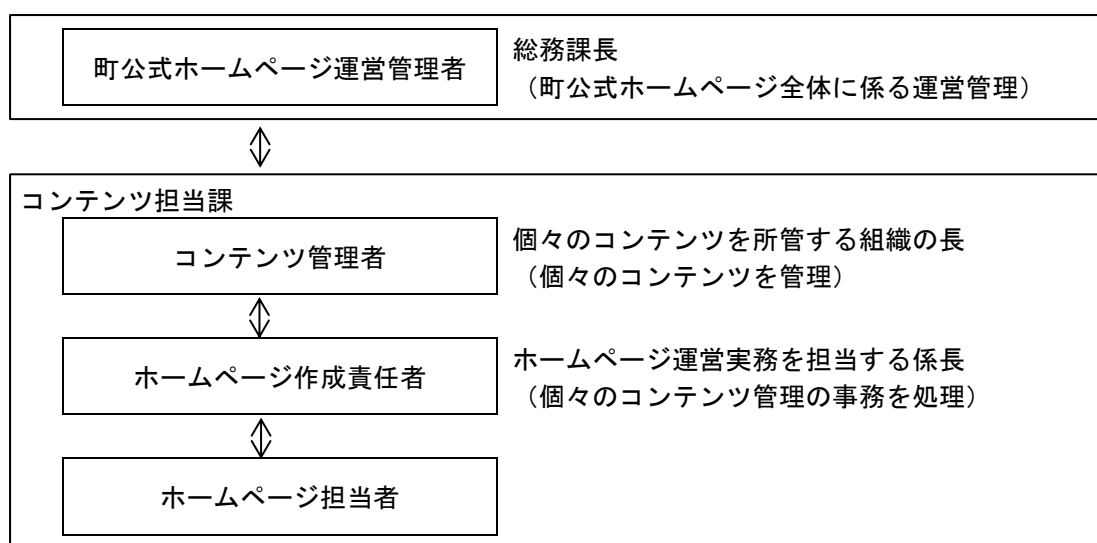 町公式ホームページ運営管理者
総務課長
（町公式ホームページ全体に係る運営管理）
コンテンツ担当課
コンテンツ管理者
個々のコンテンツを所管する組織の長
（個々のコンテンツを管理）
ホームページ作成責任者
ホームページ運営実務を担当する係長
（個々のコンテンツ管理の事務を処理）
ホームページ担当者